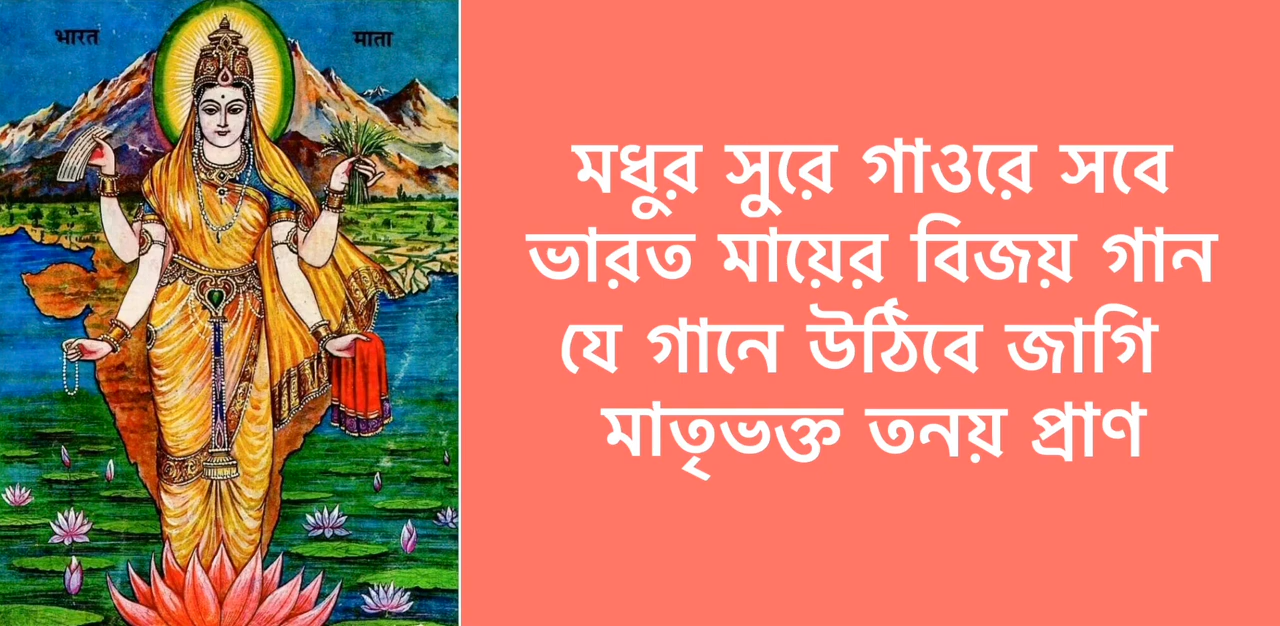 भारत माता
মধুর সুরে গাওরে সবে
ভারত মায়ের বিজয় গান
যে গানে উঠিবে জাগি
মাতৃভক্ত তনয় প্রাণ